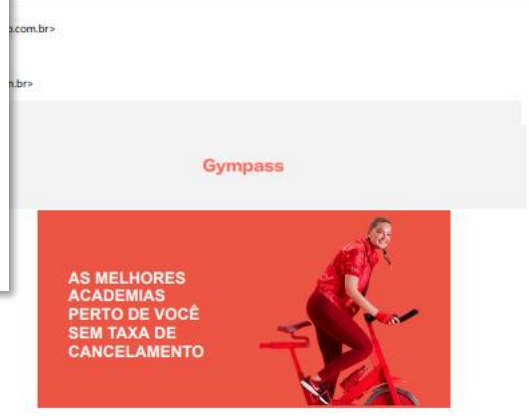 .com.br>
.br>
Gympass
AS MELHORES
ACADEMIAS
PERTO DE VOCÊ
SEM TAXA DE
CANCELAMENTO